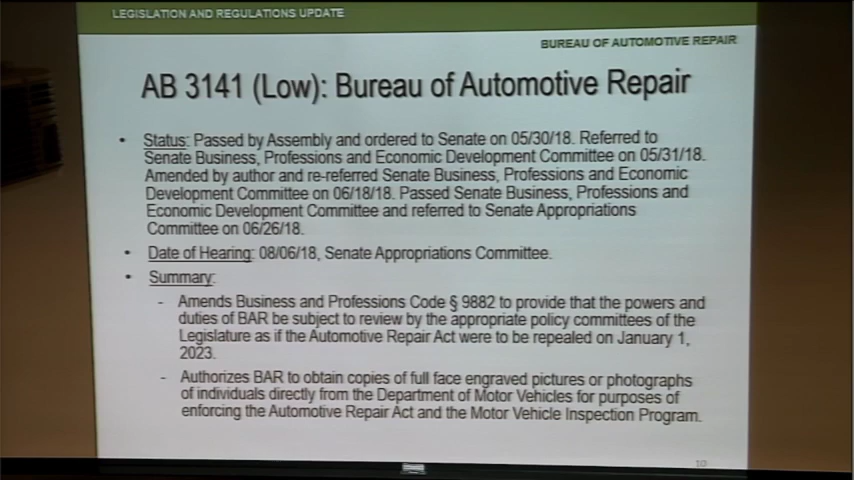 LEGISLATION AND REGULATIONS UPDATE
BUREAU OF AUTOMOTIVE REPAIR
AB 3141 (Low): Bureau of Automotive Repair
• Status: Passed by Assembly and ordered to Senate on 05/30/18. Referred to
Senate Business, Professions and Economic Development Committee on 05/31/18.
Amended by author and re-referred Senate Business, Professions and Economic
Development Committee on 06/18/18. Passed Senate Business, Professions and
Economic Development Committee and referred to Senate Appropriations
Committee on 06/26/18.
• Date of Hearing: 08/06/18, Senate Appropriations Committee.
• Summary:
- Amends Business and Professions Code § 9882 to provide that the powers and
duties of BAR be subject to review by the appropriate policy committees of the
Legislature as if the Automotive Repair Act were to be repealed on January 1,
2023.
- Authorizes BAR to obtain copies of full face engraved pictures or photographs
of individuals directly from the Department of Motor Vehicles for purposes of
enforcing the Automotive Repair Act and the Motor Vehicle Inspection Program.
10